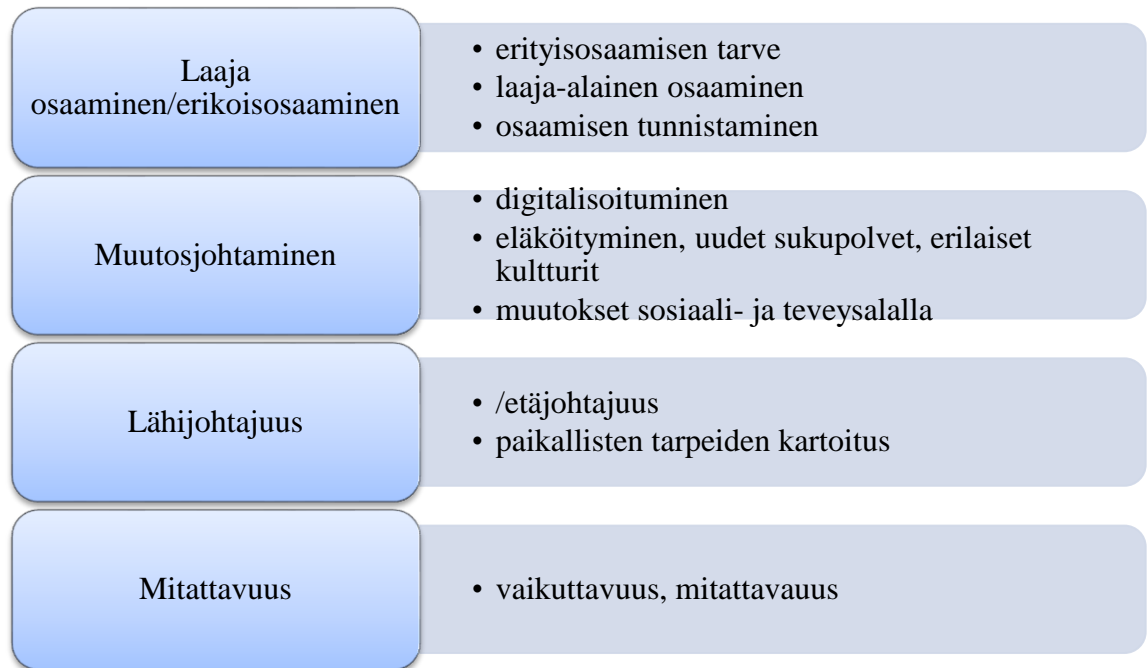 Laaja
osaaminen/erikoisosaaminen
• erityisosaamisen tarve
• laaja-alainen osaaminen
• osaamisen tunnistaminen
Muutosjohtaminen
• digitalisoituminen
• eläköityminen, uudet sukupolvet, erilaiset
kultturit
• muutokset sosiaali- ja teveysalalla
Lähijohtajuus
• /etäjohtajuus
• paikallisten tarpeiden kartoitus
Mitattavuus
• vaikuttavuus, mitattavauus